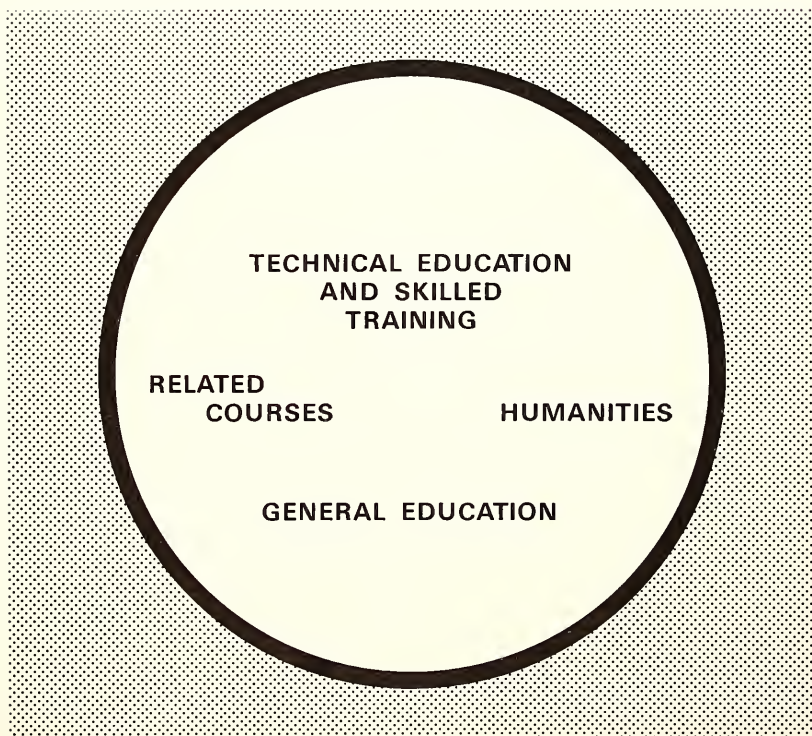 TECHNICAL EDUCATION
AND SKILLED
TRAINING
RELATED
COURSES
HUMANITIES
GENERAL EDUCATION